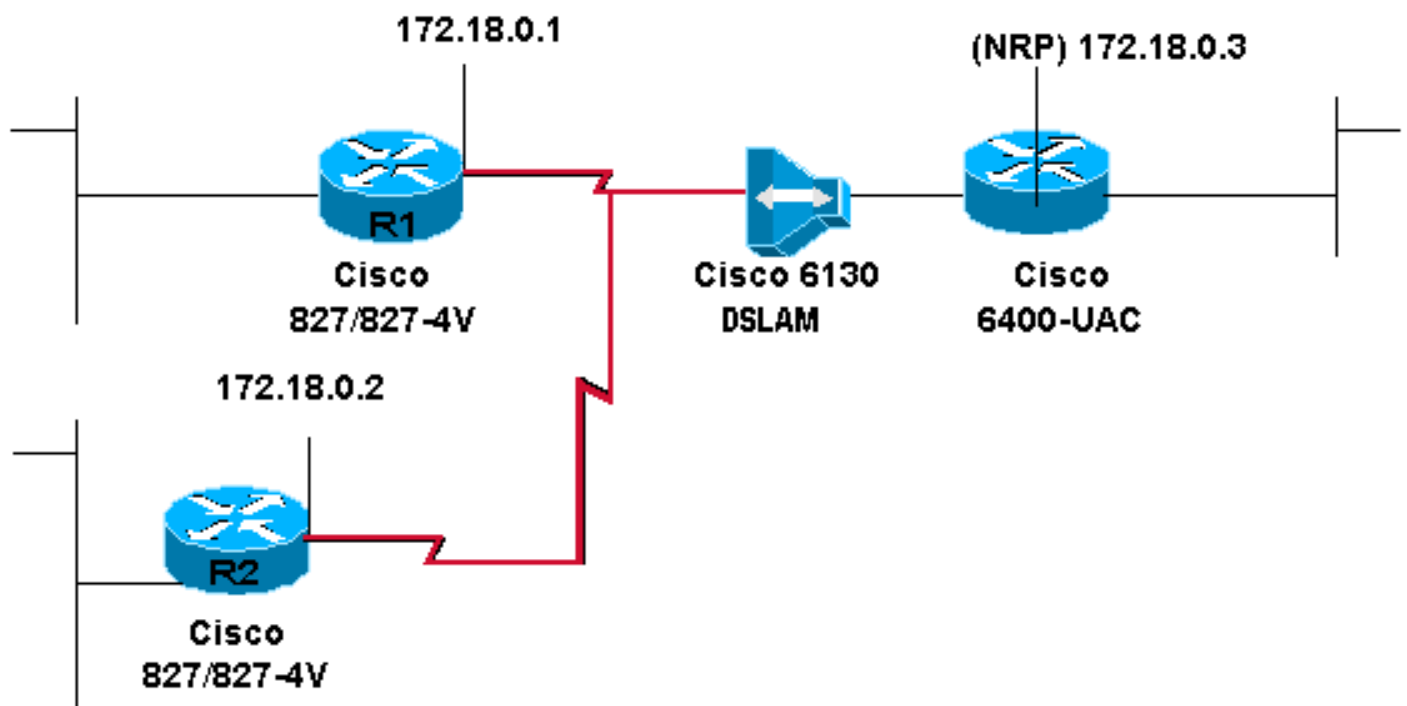 172.18.0.1
(NRP) 172.18.0.3
R1
Cisco
827/827-4V
Cisco 6130
DSLAM
Cisco
6400-UAC
172.18.0.2
R2
Cisco
827/827-4V